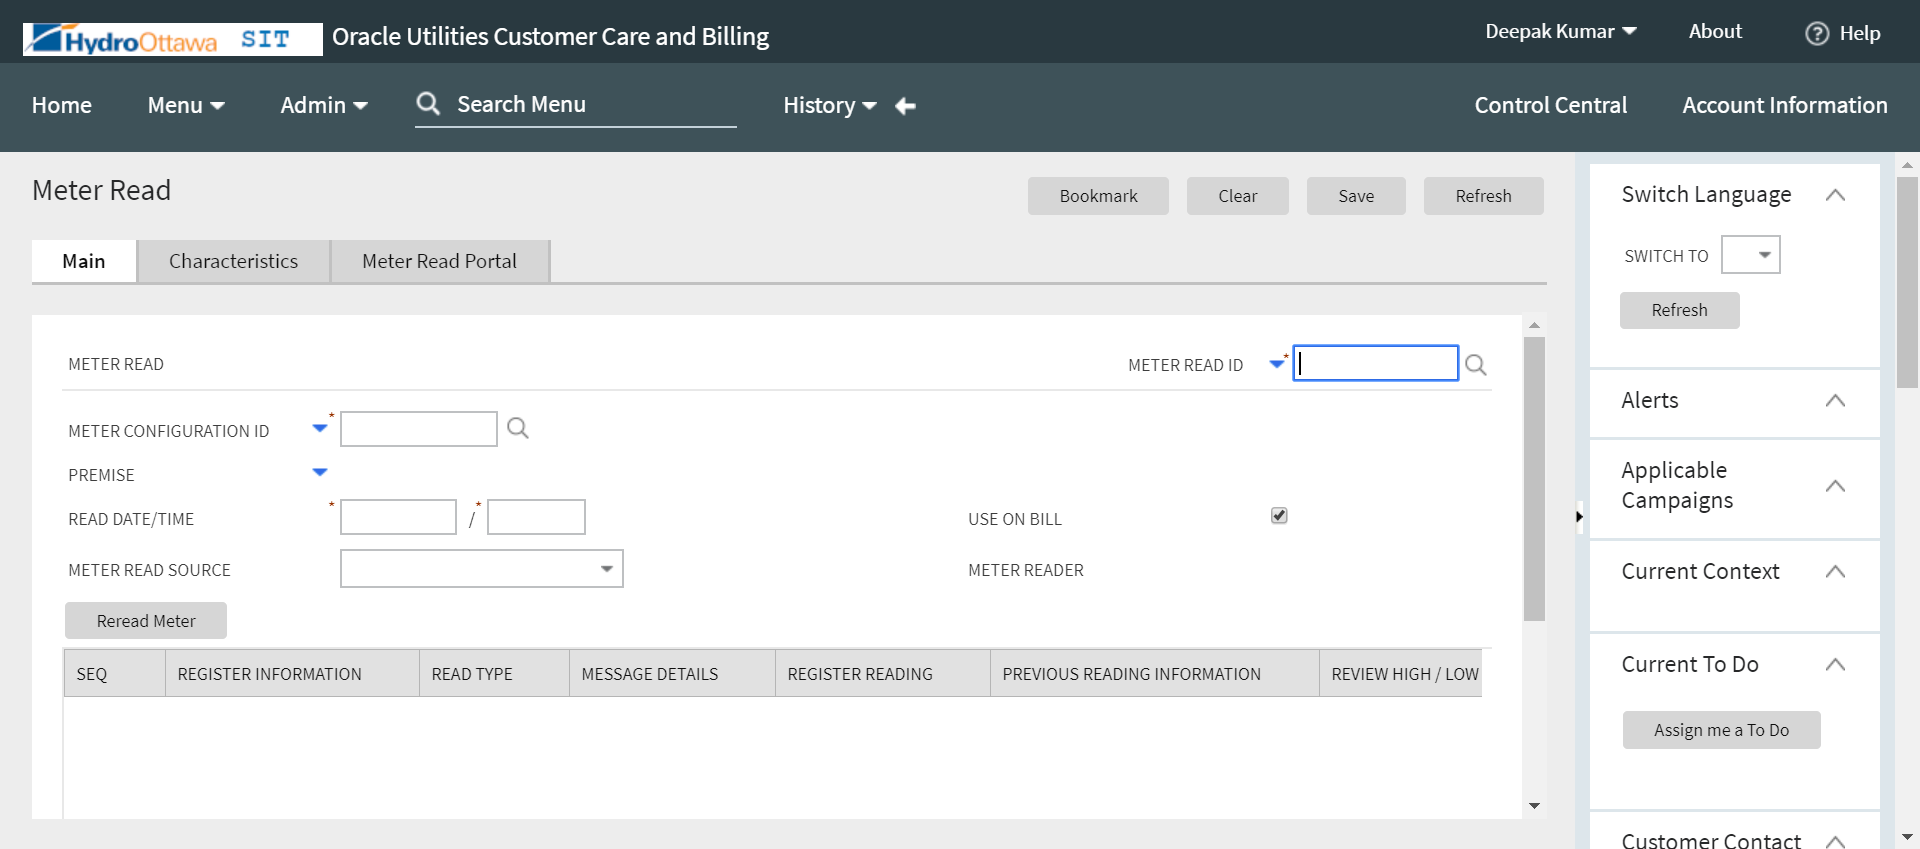 HydroOttawa SIT Oracle Utilities Customer Care and Billing Deepak Kumar About ? Help
Home Menu Admin Search Menu History Control Central Account Information
Meter Read
Bookmark Clear Save Refresh
Main Characteristics Meter Read Portal
METER READ METER READ ID *
METER CONFIGURATION ID *
PREMISE
READ DATE/TIME * / * USE ON BILL
METER READ SOURCE METER READER
Reread Meter
SEQ REGISTER INFORMATION READ TYPE MESSAGE DETAILS REGISTER READING PREVIOUS READING INFORMATION REVIEW HIGH / LOW
Switch Language
SWITCH TO
Refresh
Alerts
Applicable
Campaigns
Current Context
Current To Do
Assign me a To Do
Customer Contact